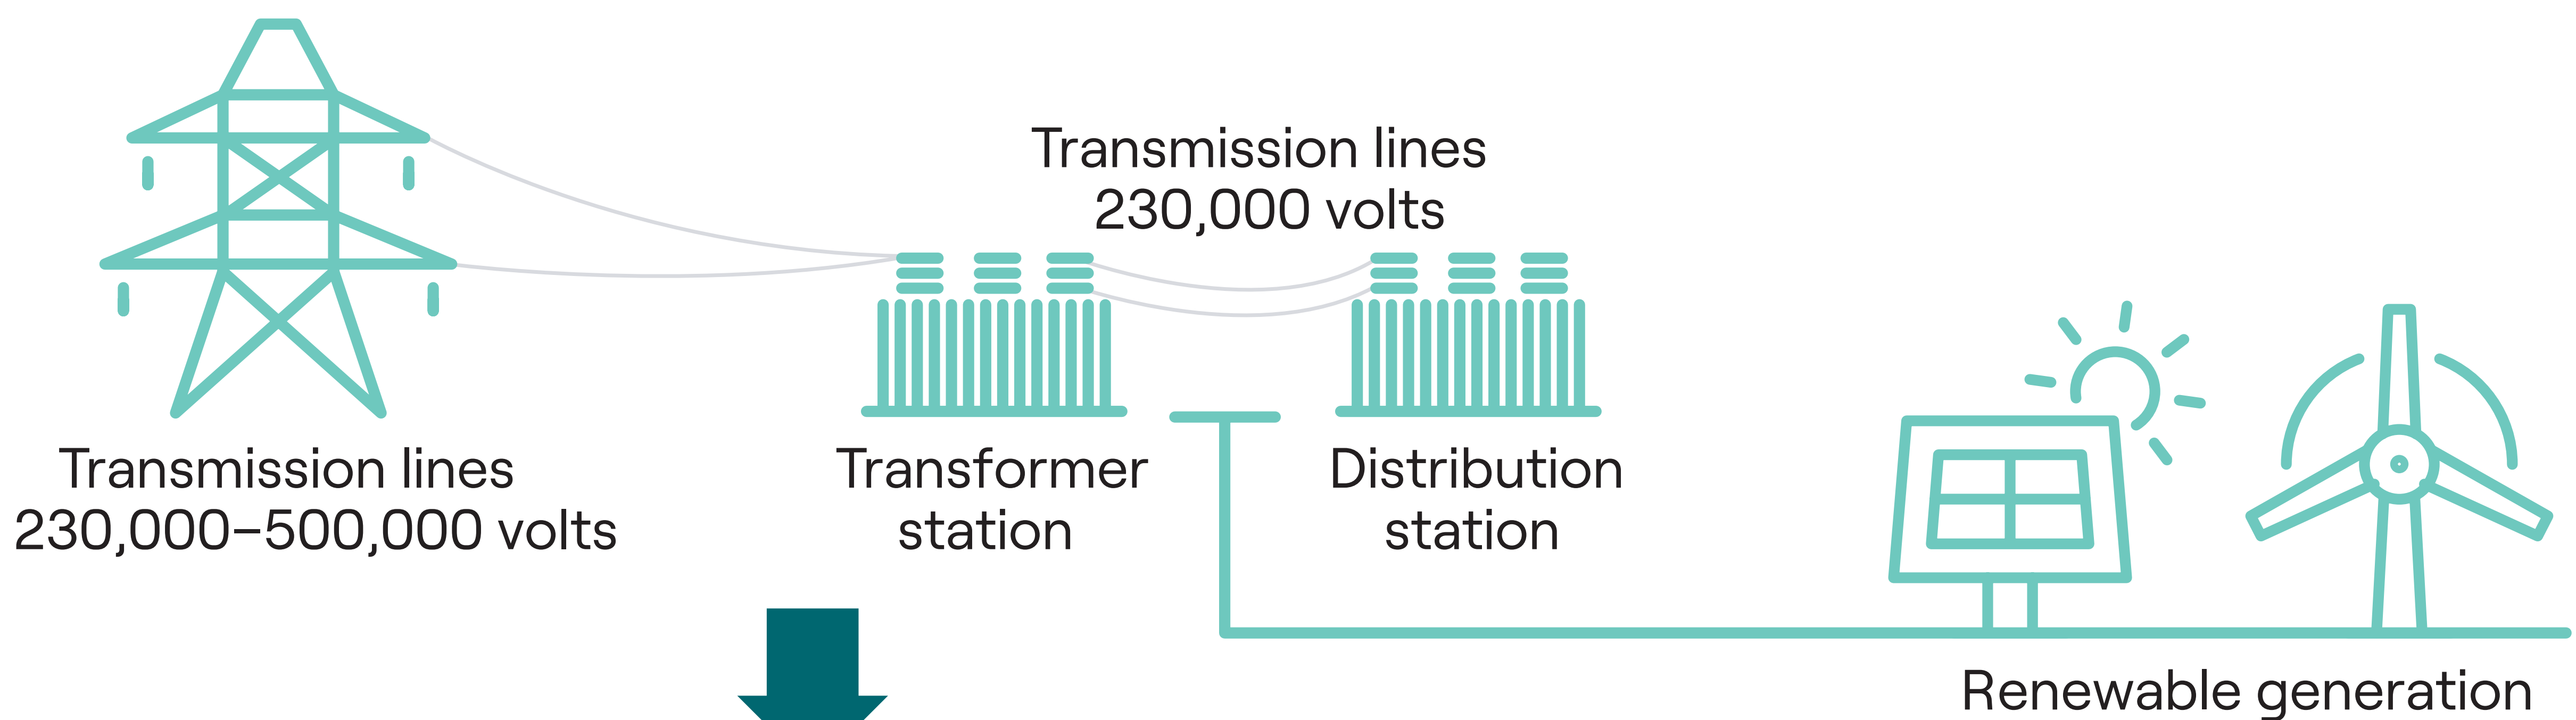 Transmission lines
230,000 volts
Transmission lines
230,000–500,000 volts
Transformer
station
Distribution
station
Renewable generation